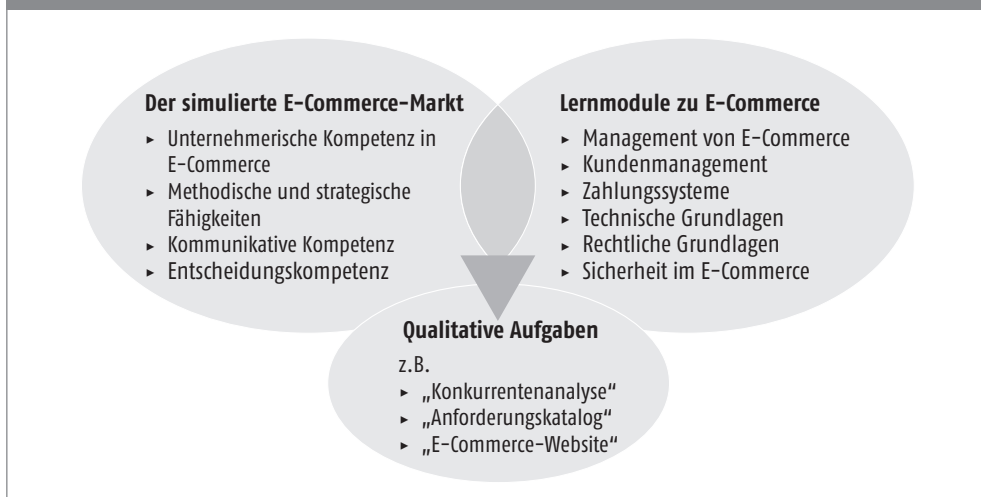 Der simulierte E-Commerce-Markt
▸ Unternehmerische Kompetenz in
E-Commerce
▸ Methodische und strategische
Fähigkeiten
▸ Kommunikative Kompetenz
▸ Entscheidungskompetenz
Lernmodule zu E-Commerce
▸ Management von E-Commerce
▸ Kundenmanagement
▸ Zahlungssysteme
▸ Technische Grundlagen
▸ Rechtliche Grundlagen
▸ Sicherheit im E-Commerce
Qualitative Aufgaben
z.B.
▸ „Konkurrentenanalyse“
▸ „Anforderungskatalog“
▸ „E-Commerce-Website“